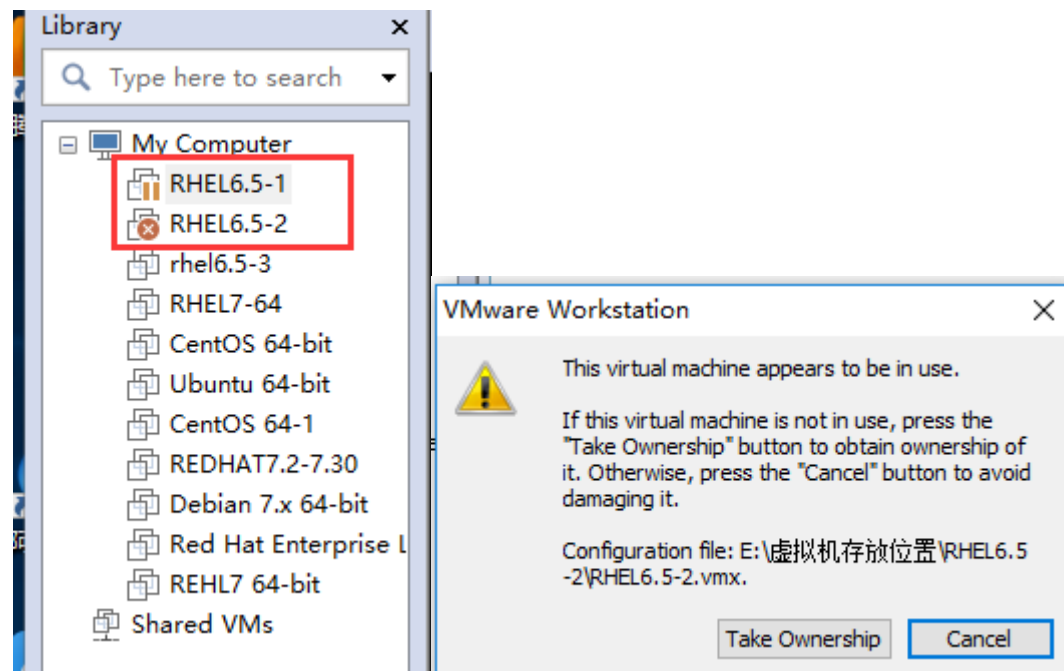 Library
Type here to search
My Computer
RHEL6.5-1
RHEL6.5-2
rhel6.5-3
RHEL7-64
CentOS 64-bit
Ubuntu 64-bit
CentOS 64-1
REDHAT7.2-7.30
Debian 7.x 64-bit
Red Hat Enterprise L
REHL7 64-bit
Shared VMs
VMware Workstation
This virtual machine appears to be in use.
If this virtual machine is not in use, press the
"Take Ownership" button to obtain ownership of
it. Otherwise, press the "Cancel" button to avoid
damaging it.
Configuration file: E:\虚拟机存放位置\RHEL6.5
-2\RHEL6.5-2.vmx.
Take Ownership
Cancel